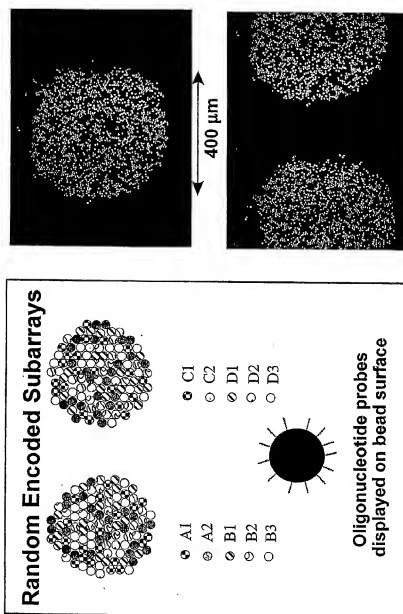 Random Encoded Subarrays
A1
A2
B1
B2
B3
C1
C2
D1
D2
D3
Oligonucleotide probes
displayed on bead surface
400 µm